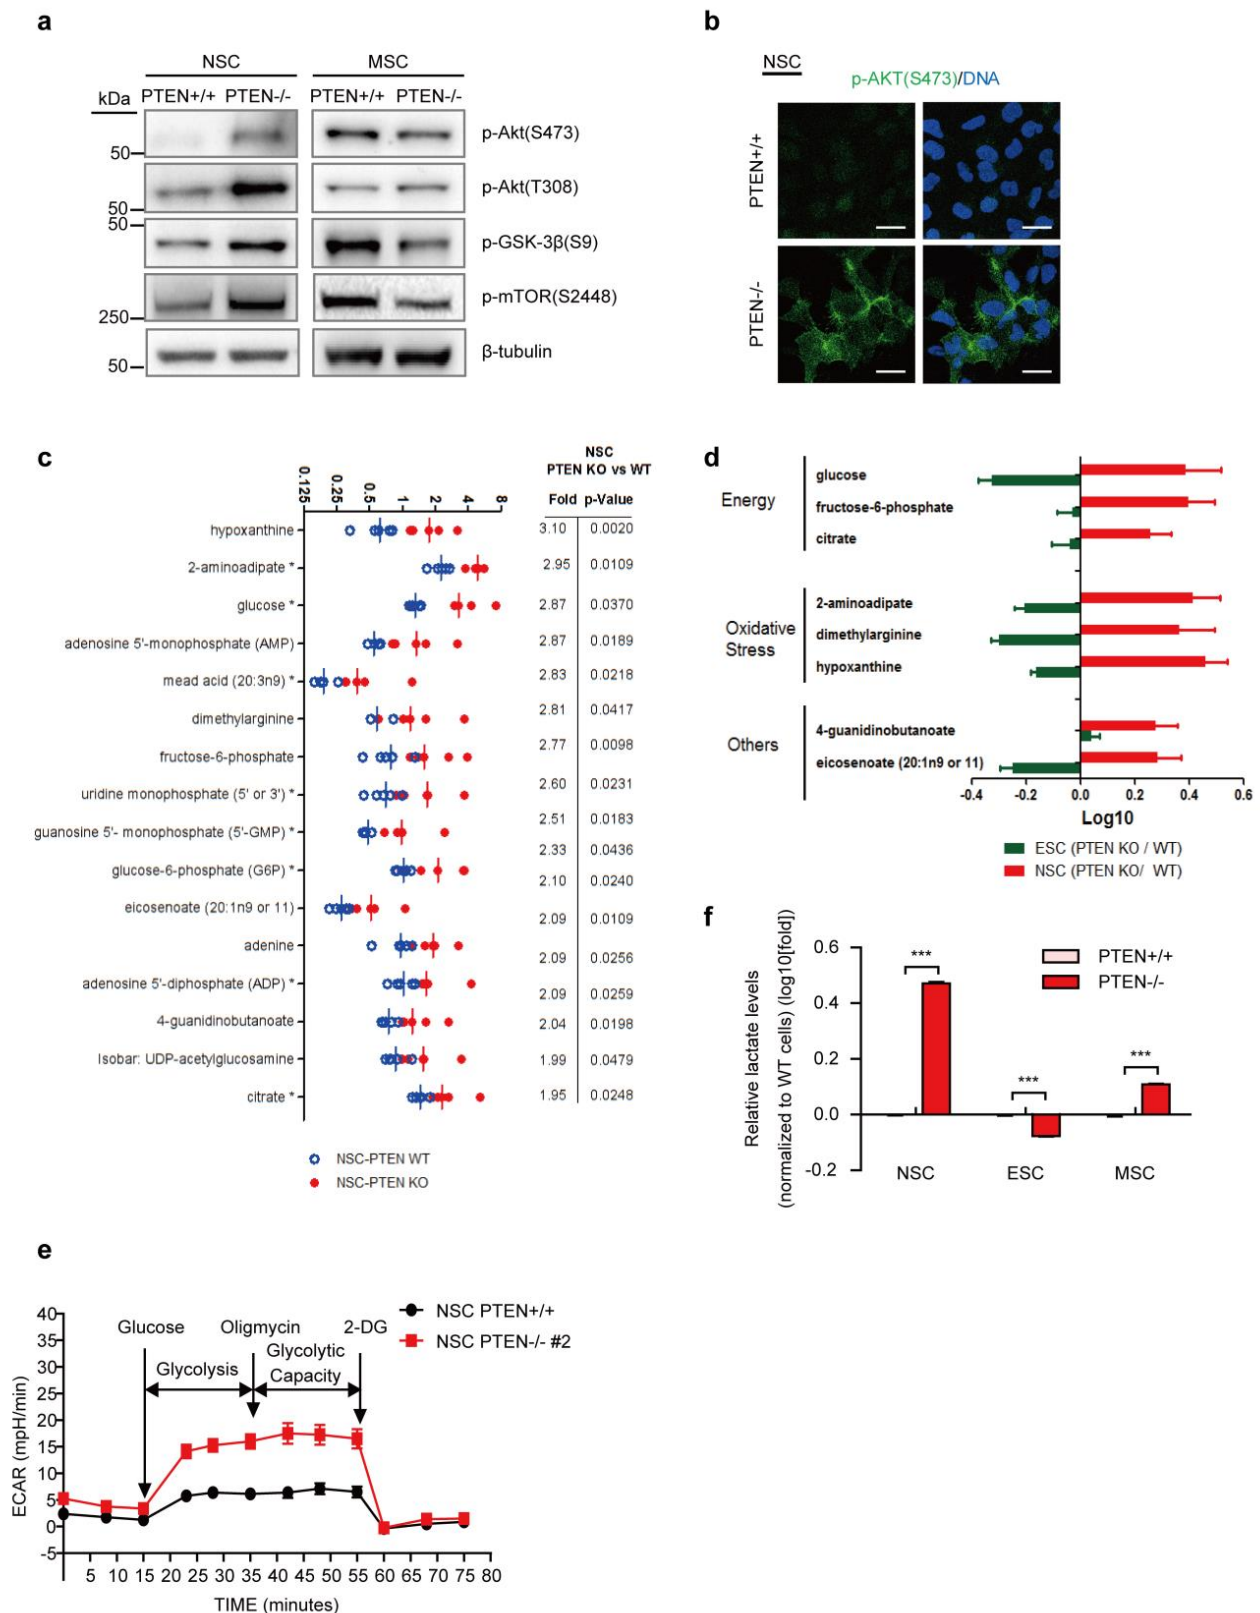 a
NSC MSC
kDa PTEN+/+ PTEN-/- PTEN+/+ PTEN-/-
p-Akt(S473)
50
p-Akt(T308)
50
50
p-GSK-3β(S9)
p-mTOR(S2448)
250
β-tubulin
50
b
NSC
p-AKT(S473)/DNA
PTEN+/+
PTEN-/-
c
NSC
PTEN KO vs WT
0.125 0.25 0.5 1 2 4 8
Fold p-Value
hypoxanthine 3.10 0.0020
2-aminoadipate * 2.95 0.0109
glucose * 2.87 0.0370
adenosine 5'-monophosphate (AMP) 2.87 0.0189
mead acid (20:3n9) * 2.83 0.0218
dimethylarginine 2.81 0.0417
fructose-6-phosphate 2.77 0.0098
uridine monophosphate (5' or 3') * 2.60 0.0231
guanosine 5'- monophosphate (5'-GMP) * 2.51 0.0183
2.33 0.0436
glucose-6-phosphate (G6P) * 2.10 0.0240
eicosenoate (20:1n9 or 11) 2.09 0.0109
adenine 2.09 0.0256
adenosine 5'-diphosphate (ADP) * 2.09 0.0259
4-guanidinobutanoate 2.04 0.0198
Isobar: UDP-acetylglucosamine 1.99 0.0479
citrate * 1.95 0.0248
NSC-PTEN WT
NSC-PTEN KO
d
Energy
glucose
fructose-6-phosphate
citrate
Oxidative
Stress
2-aminoadipate
dimethylarginine
hypoxanthine
Others
4-guanidinobutanoate
eicosenoate (20:1n9 or 11)
-0.4 -0.2 0.0 0.2 0.4 0.6
Log10
ESC (PTEN KO / WT)
NSC (PTEN KO/ WT)
f
Relative lactate levels
(normalized to WT cells) (log10[fold])
0.6
0.4
0.2
0.0
-0.2
*** *** ***
PTEN+/+
PTEN-/-
NSC ESC MSC
e
NSC PTEN+/+
NSC PTEN-/- #2
Glucose Oligmycin 2-DG
Glycolysis
Glycolytic
Capacity
ECAR (mpH/min)
40
35
30
25
20
15
10
5
0
-5
5 10 15 20 25 30 35 40 45 50 55 60 65 70 75 80
TIME (minutes)